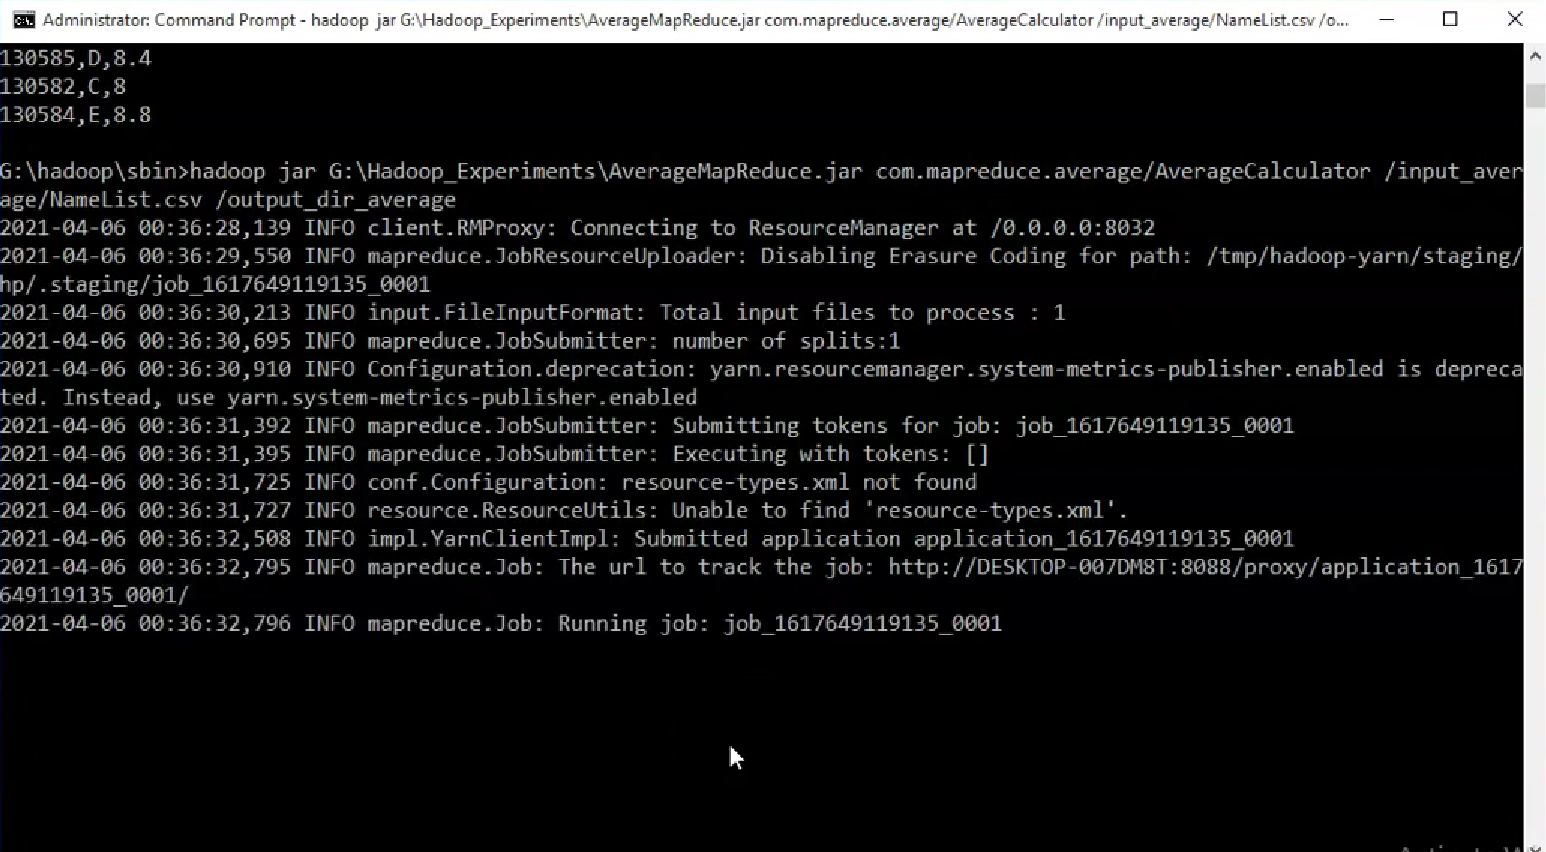 Administrator: Command Prompt - hadoop jar G:\Hadoop_Experiments\AverageMapReduce.jar com.mapreduce.average/AverageCalculator /input_average/NameList.csv /o...
130585,D,8.4
130582,C,8
130584,E,8.8
G:\hadoop\sbin>hadoop jar G:\Hadoop_Experiments\AverageMapReduce.jar com.mapreduce.average/AverageCalculator /input_aver
age/NameList.csv /output_dir_average
2021-04-06 00:36:28,139 INFO client.RMProxy: Connecting to ResourceManager at /0.0.0.0:8032
2021-04-06 00:36:29,550 INFO mapreduce.JobResourceUploader: Disabling Erasure Coding for path: /tmp/hadoop-yarn/staging/
hp/.staging/job_1617649119135_0001
2021-04-06 00:36:30,213 INFO input.FileInputFormat: Total input files to process : 1
2021-04-06 00:36:30,695 INFO mapreduce.JobSubmitter: number of splits:1
2021-04-06 00:36:30,910 INFO Configuration.deprecation: yarn.resourcemanager.system-metrics-publisher.enabled is depreca
ted. Instead, use yarn.system-metrics-publisher.enabled
2021-04-06 00:36:31,392 INFO mapreduce.JobSubmitter: Submitting tokens for job: job_1617649119135_0001
2021-04-06 00:36:31,395 INFO mapreduce.JobSubmitter: Executing with tokens: []
2021-04-06 00:36:31,725 INFO conf.Configuration: resource-types.xml not found
2021-04-06 00:36:31,727 INFO resource.ResourceUtils: Unable to find 'resource-types.xml'.
2021-04-06 00:36:32,508 INFO impl.YarnClientImpl: Submitted application application_1617649119135_0001
2021-04-06 00:36:32,795 INFO mapreduce.Job: The url to track the job: http://DESKTOP-007DM8T:8088/proxy/application_1617
649119135_0001/
2021-04-06 00:36:32,796 INFO mapreduce.Job: Running job: job_1617649119135_0001